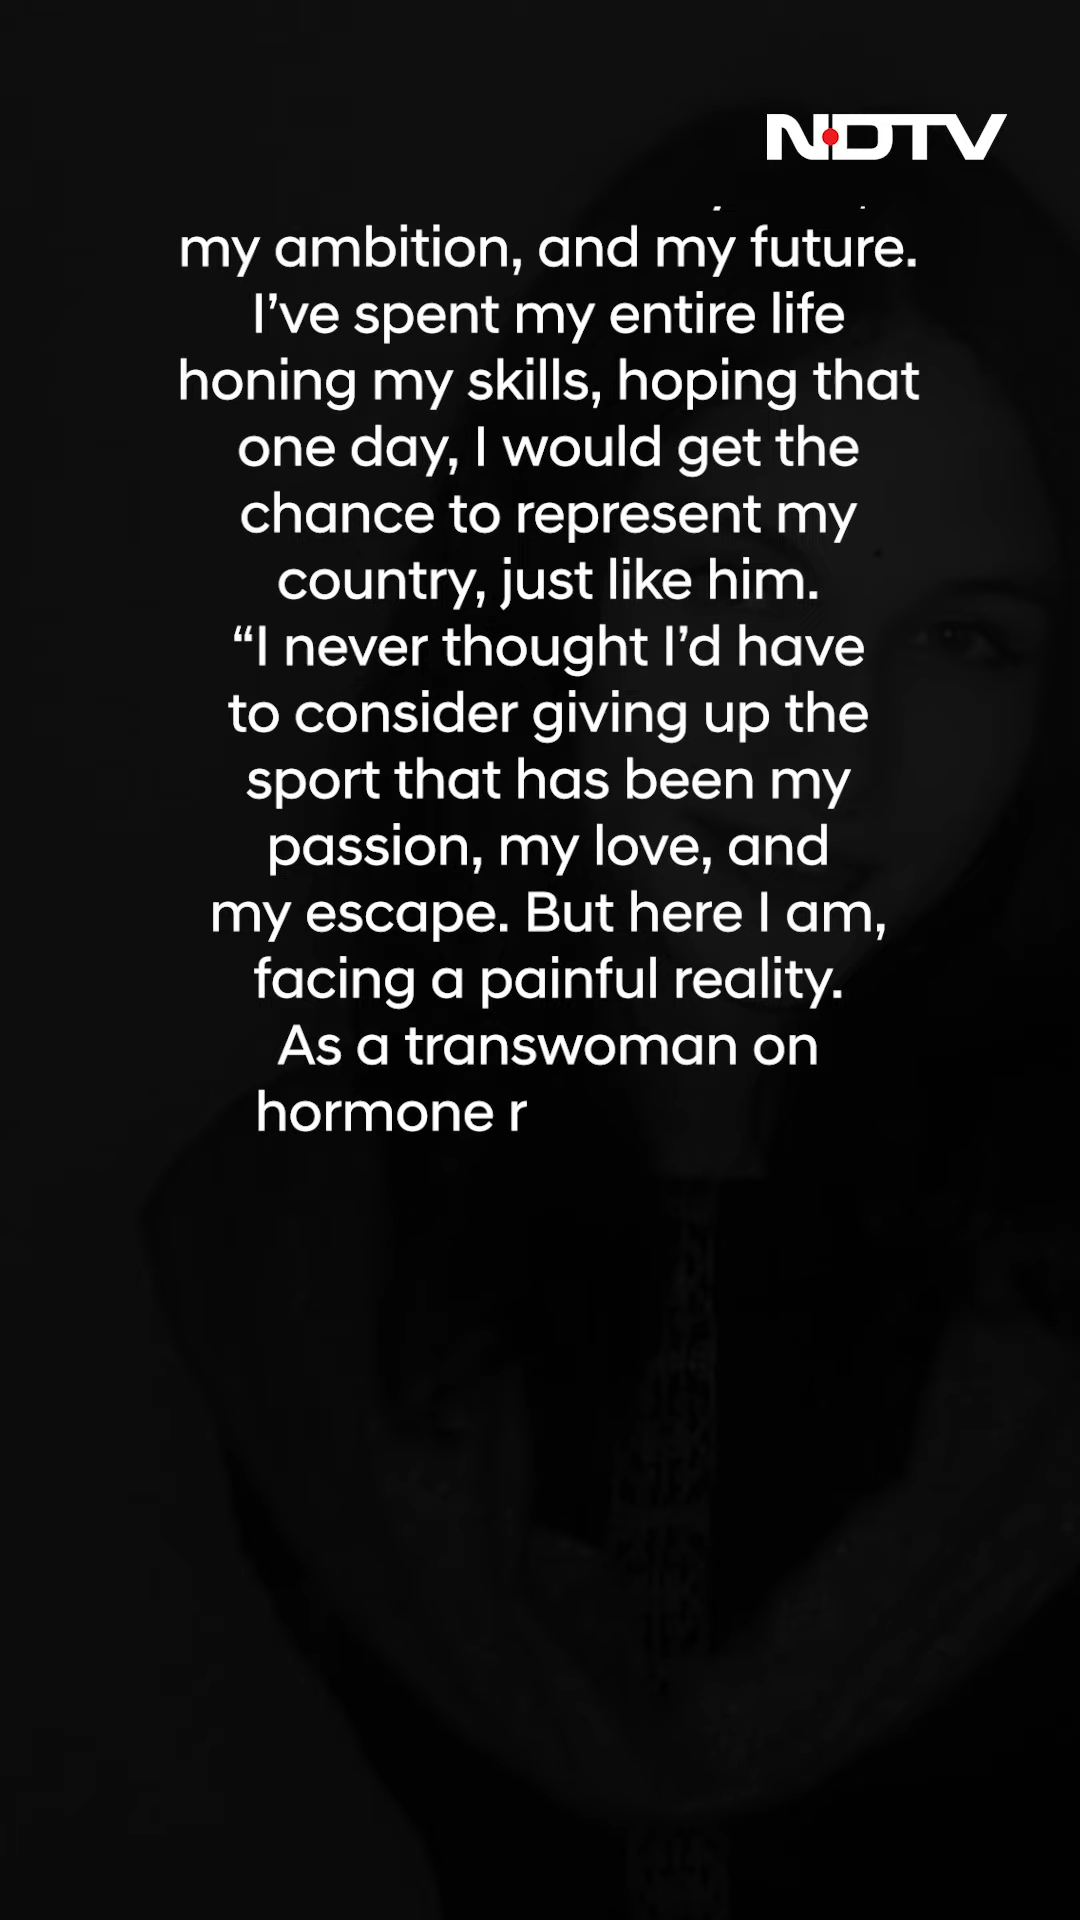 NDTV
my ambition, and my future.
I’ve spent my entire life
honing my skills, hoping that
one day, I would get the
chance to represent my
country, just like him.
“I never thought I’d have
to consider giving up the
sport that has been my
passion, my love, and
my escape. But here I am,
facing a painful reality.
As a transwoman on
hormone r